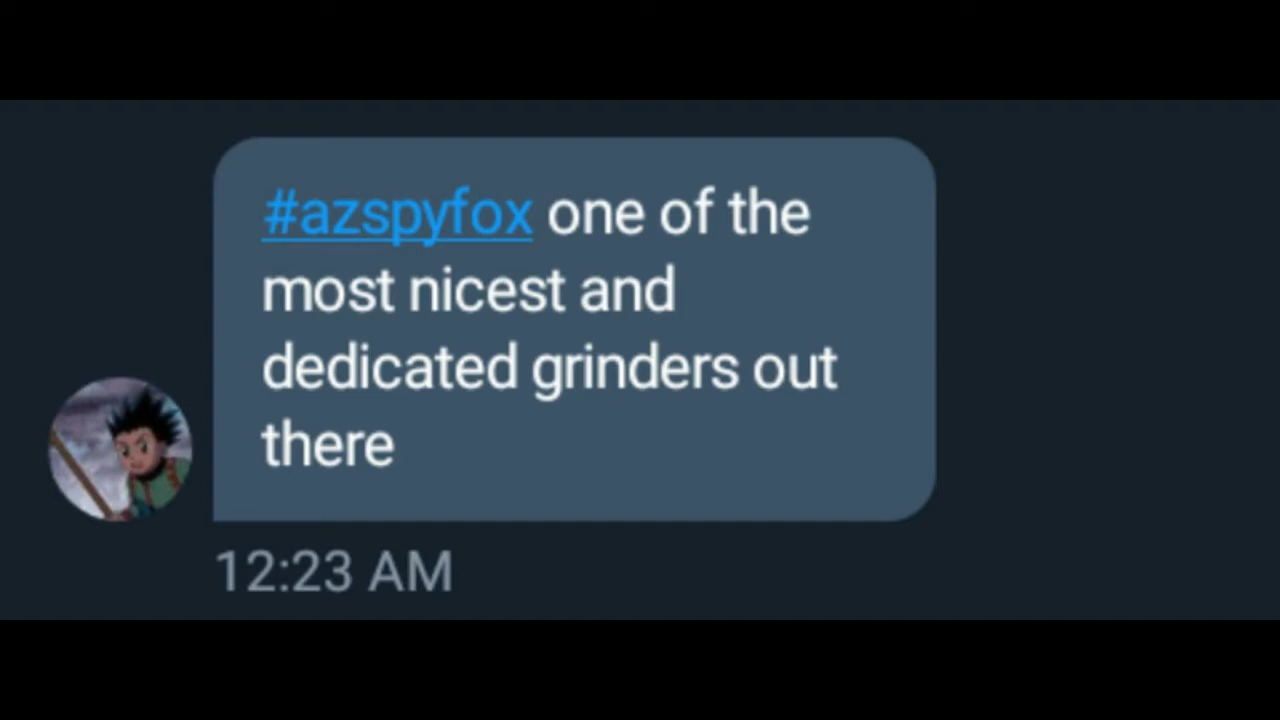 #azspyfox one of the
most nicest and
dedicated grinders out
there
12:23 AM